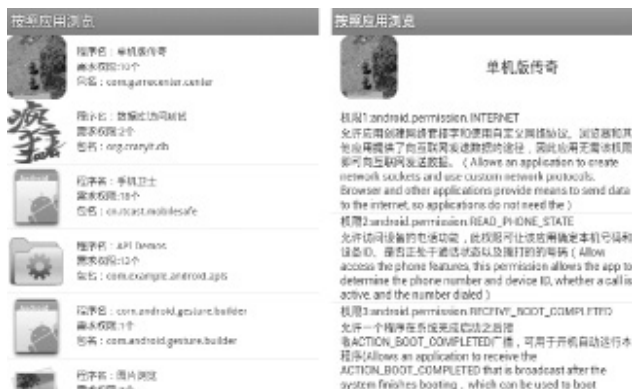 按照应用浏览
程序名：单机版传奇
需求权限:10个
包名：com.gamecenter.center
程序名：数据库访问测试
需求权限:2个
包名：org.crazyit.db
程序名：手机卫士
需求权限:18个
包名：cn.itcast.mobilesafe
程序名：API Demos
需求权限:12个
包名：com.example.android.apis
程序名：com.android.gesture.builder
需求权限:1个
包名：com.android.gesture.builder
程序名：图片浏览
按照应用浏览
单机版传奇
权限1:android.permission.INTERNET
允许应用创建网络套接字和使用自定义网络协议。浏览器和其
他应用提供了向互联网发送数据的途径，因此应用无需该权限
即可向互联网发送数据。（Allows an application to create
network sockets and use custom network protocols.
Browser and other applications provide means to send data
to the internet, so applications do not need the ）
权限2:android.permission.READ_PHONE_STATE
允许访问设备的电话功能，此权限可让该应用确定本机号码和
设备ID、是否正处于通话状态以及拨打的的号码（Allow
access the phone features, this permission allows the app to
determine the phone number and device ID, whether a call is
active, and the number dialed ）
权限3:android.permission.RECEIVE_BOOT_COMPLETED
允许一个程序在系统完成启动之后接
收ACTION_BOOT_COMPLETED广播，可用于开机自动运行本
程序(Allows an application to receive the
ACTION_BOOT_COMPLETED that is broadcast after the
system finishes booting，which can be used to boot